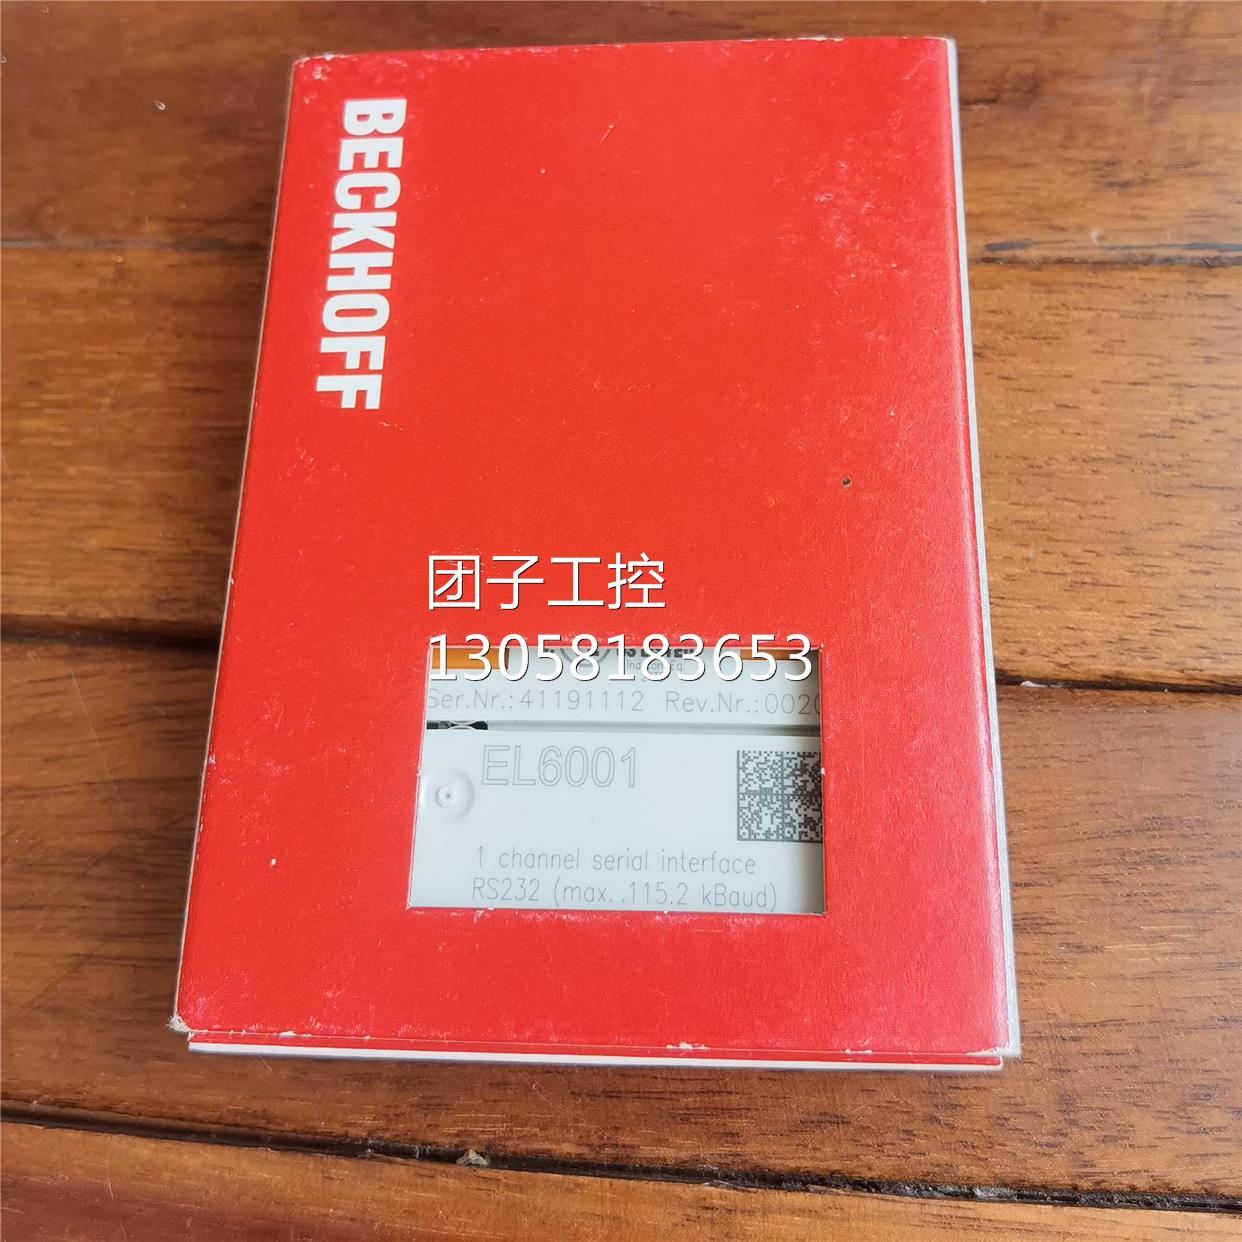 BECKHOFF
团子工控
13058183653
Ser.Nr.:41191112 Rev.Nr.:002
EL6001
1 channel serial interface
RS232 (max..115.2 kBaud)